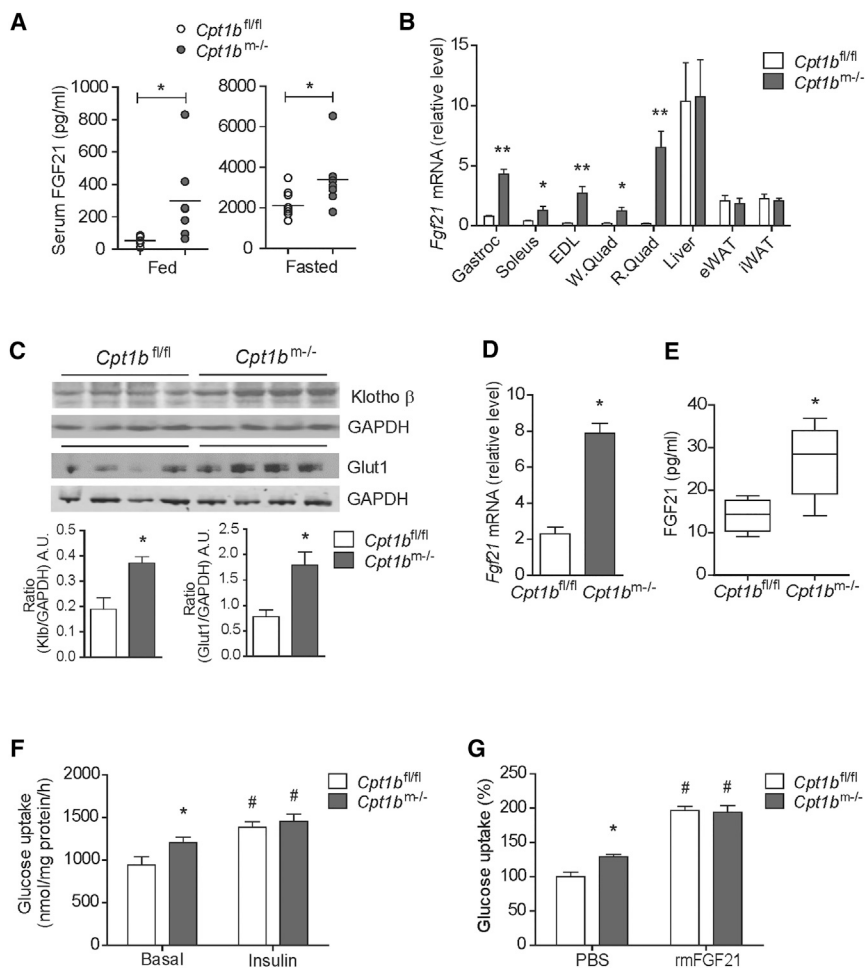 A
Cpt1b fl/fl
Cpt1b m-/-
Serum FGF21 (pg/ml)
1000
800
600
400
200
0
*
Fed
8000
6000
4000
2000
0
*
Fasted
B
Fgf21 mRNA (relative level)
15
10
5
0
Cpt1b fl/fl
Cpt1b m-/-
**
*
**
*
**
Gastroc
Soleus
EDL
W.Quad
R.Quad
Liver
eWAT
iWAT
C
Cpt1b fl/fl
Cpt1b m-/-
Klotho β
GAPDH
Glut1
GAPDH
Ratio
(Klb/GAPDH) A.U.
0.4
0.3
0.2
0.1
0.0
*
Ratio
(Glut1/GAPDH) A.U.
2.5
2.0
1.5
1.0
0.5
0.0
*
Cpt1b fl/fl
Cpt1b m-/-
D
Fgf21 mRNA (relative level)
8
6
4
2
0
*
Cpt1b fl/fl
Cpt1b m-/-
E
FGF21 (pg/ml)
40
30
20
10
0
*
Cpt1b fl/fl
Cpt1b m-/-
F
Glucose uptake
(nmol/mg protein/h)
2000
1500
1000
500
0
*
#
#
Basal
Insulin
Cpt1b fl/fl
Cpt1b m-/-
G
Glucose uptake (%)
250
200
150
100
50
0
*
#
#
PBS
rmFGF21
Cpt1b fl/fl
Cpt1b m-/-